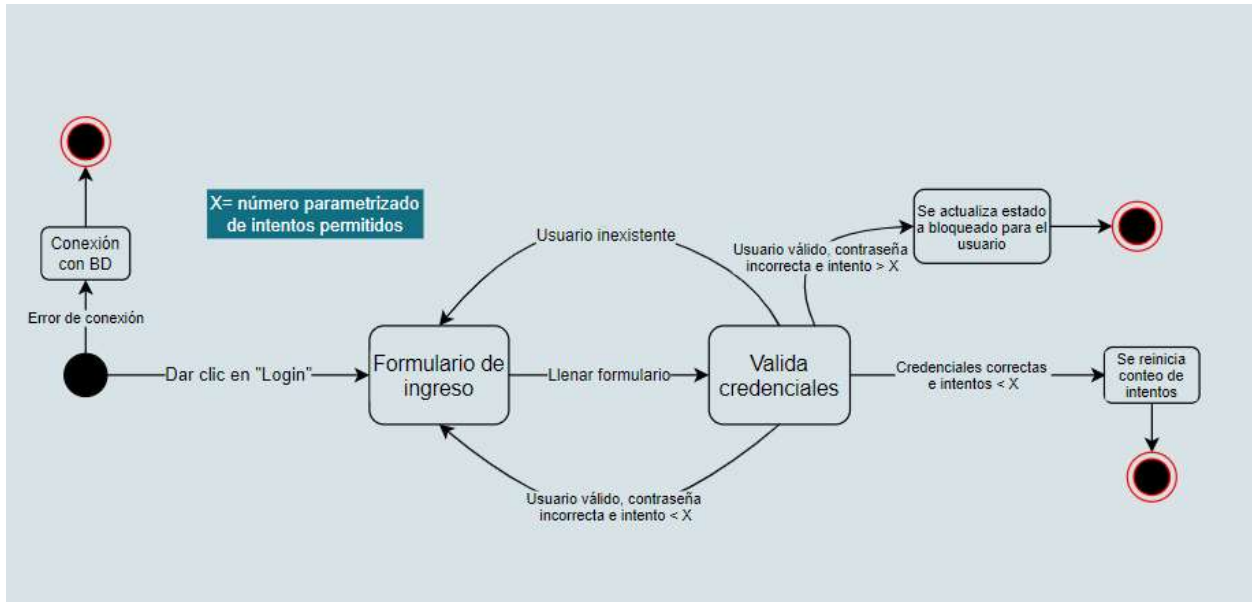 X= número parametrizado
de intentos permitidos
Conexión
con BD
Error de conexión
Dar clic en "Login"
Formulario de
ingreso
Llenar formulario
Usuario inexistente
Valida
credenciales
Usuario válido, contraseña
incorrecta e intento < X
Usuario válido, contraseña
incorrecta e intento > X
Se actualiza estado
a bloqueado para el
usuario
Credenciales correctas
e intentos < X
Se reinicia
conteo de
intentos